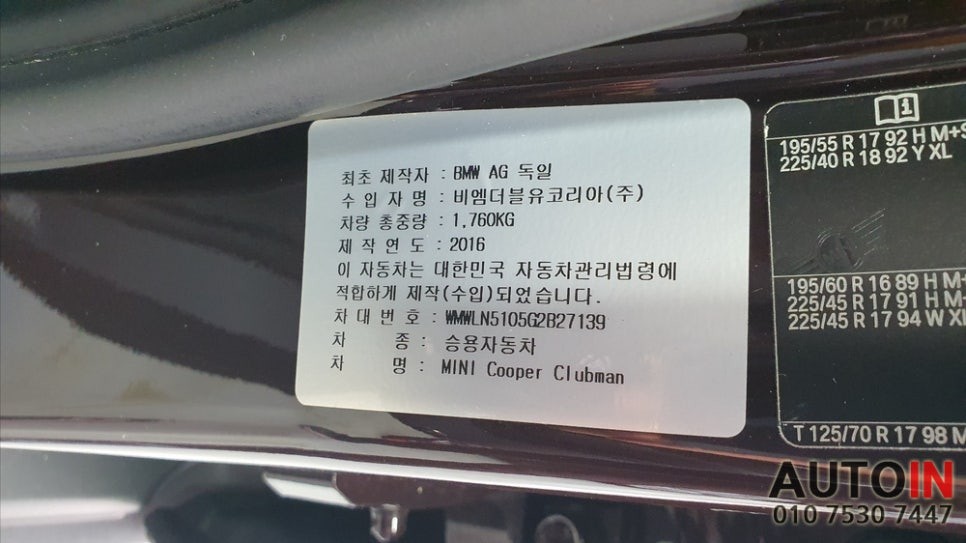 최초 제작자 : BMW AG 독일
수 입 자 명 : 비엠더블유코리아(주)
차량 총중량 : 1,760KG
제 작 연 도 : 2016
이 자동차는 대한민국 자동차관리법령에
적합하게 제작(수입)되었습니다.
차 대 번 호 : WMWLN5105G2B27139
차 종 : 승용자동차
차 명 : MINI Cooper Clubman
195/55 R 17 92 H M+S
225/40 R 18 92 Y XL
195/60 R 16 89 H M+
225/45 R 17 91 H M+
225/45 R 17 94 W XL
T 125/70 R 17 98 M
AUTOIN
010 7530 7447